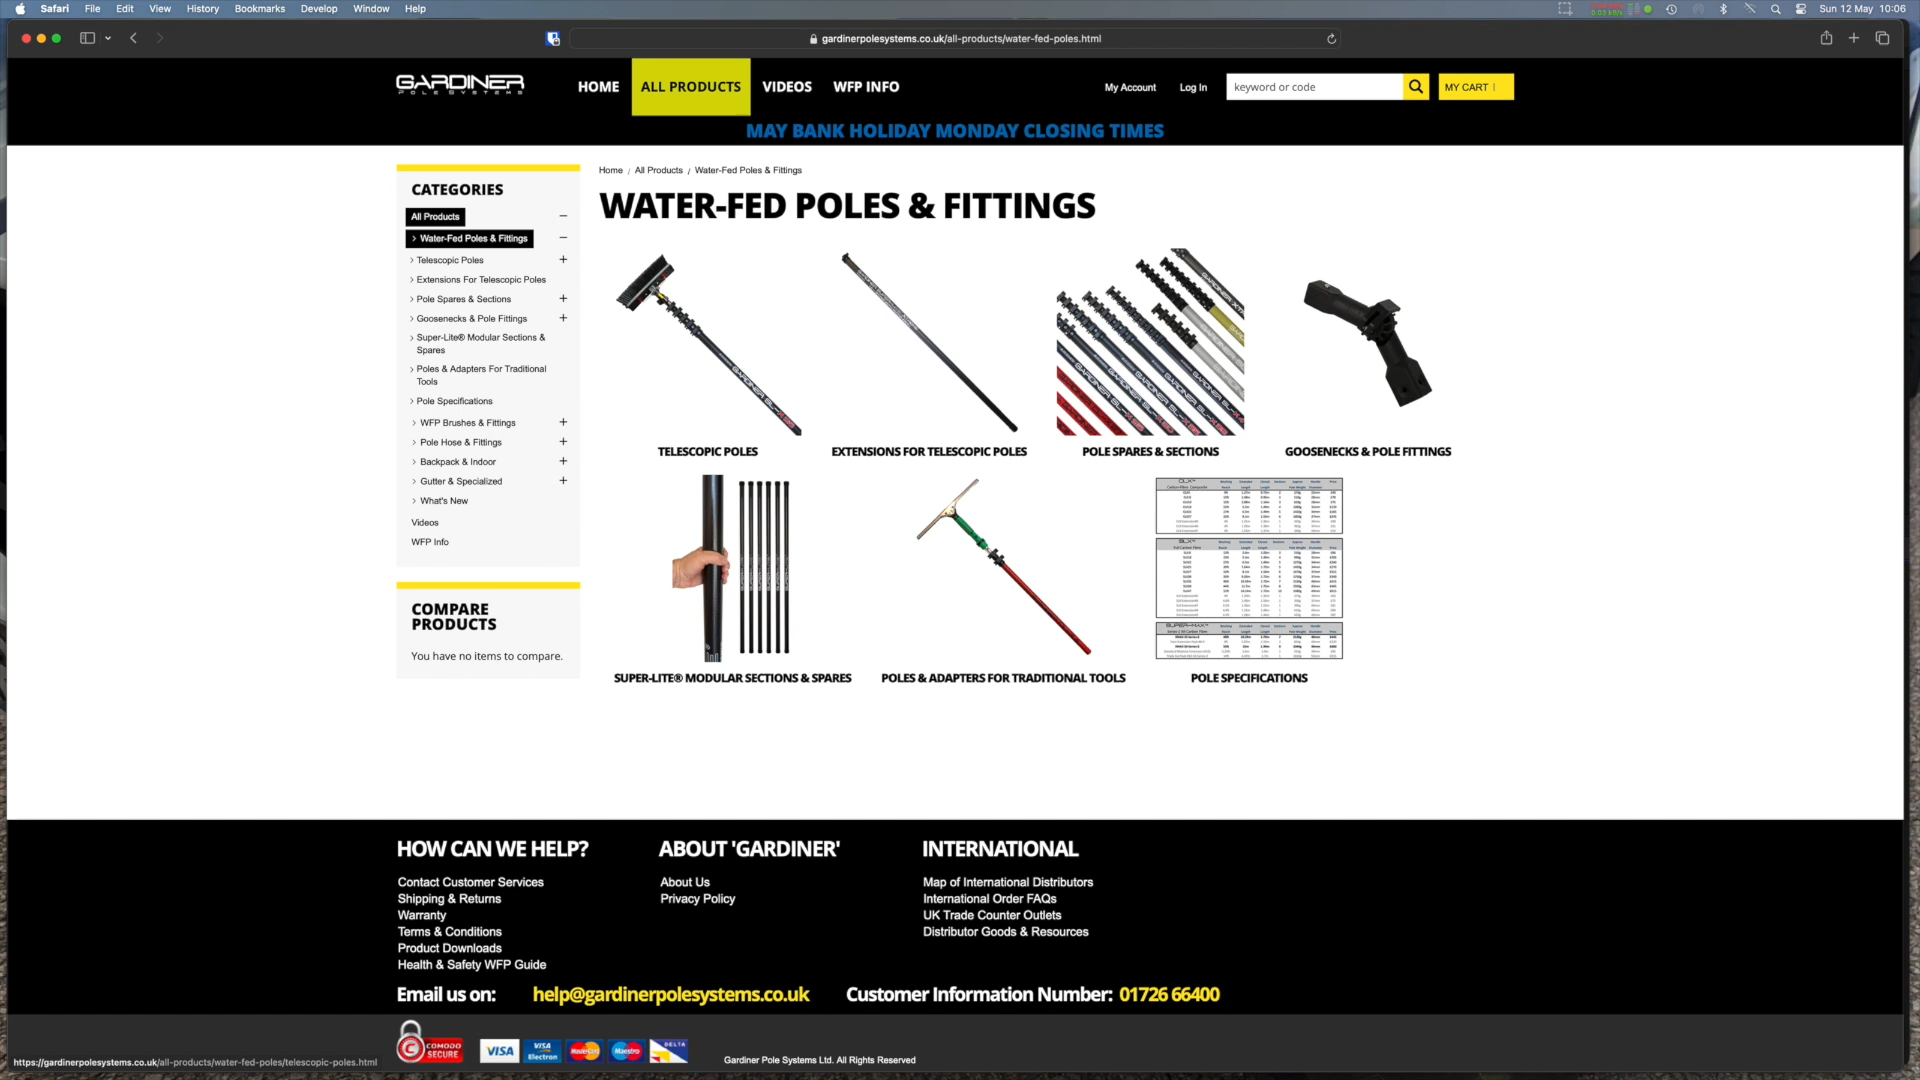 Safari File Edit View History Bookmarks Develop Window Help
Sun 12 May 10:06
gardinerpolesystems.co.uk/all-products/water-fed-poles.html
GARDINER
POLE SYSTEMS
HOME ALL PRODUCTS VIDEOS WFP INFO
My Account Log In keyword or code MY CART
MAY BANK HOLIDAY MONDAY CLOSING TIMES
CATEGORIES
All Products
Water-Fed Poles & Fittings
Telescopic Poles
Extensions For Telescopic Poles
Pole Spares & Sections
Goosenecks & Pole Fittings
Super-Lite® Modular Sections &
Spares
Poles & Adapters For Traditional
Tools
Pole Specifications
WFP Brushes & Fittings
Pole Hose & Fittings
Backpack & Indoor
Gutter & Specialized
What's New
Videos
WFP Info
COMPARE
PRODUCTS
You have no items to compare.
Home / All Products / Water-Fed Poles & Fittings
WATER-FED POLES & FITTINGS
TELESCOPIC POLES
EXTENSIONS FOR TELESCOPIC POLES
POLE SPARES & SECTIONS
GOOSENECKS & POLE FITTINGS
SUPER-LITE® MODULAR SECTIONS & SPARES
POLES & ADAPTERS FOR TRADITIONAL TOOLS
POLE SPECIFICATIONS
HOW CAN WE HELP?
Contact Customer Services
Shipping & Returns
Warranty
Terms & Conditions
Product Downloads
Health & Safety WFP Guide
ABOUT 'GARDINER'
About Us
Privacy Policy
INTERNATIONAL
Map of International Distributors
International Order FAQs
UK Trade Counter Outlets
Distributor Goods & Resources
Email us on: help@gardinerpolesystems.co.uk Customer Information Number: 01726 66400
COMODO
SECURE
VISA
VISA
Electron
MasterCard
Maestro
DELTA
Gardiner Pole Systems Ltd. All Rights Reserved
https://gardinerpolesystems.co.uk/all-products/water-fed-poles/telescopic-poles.html